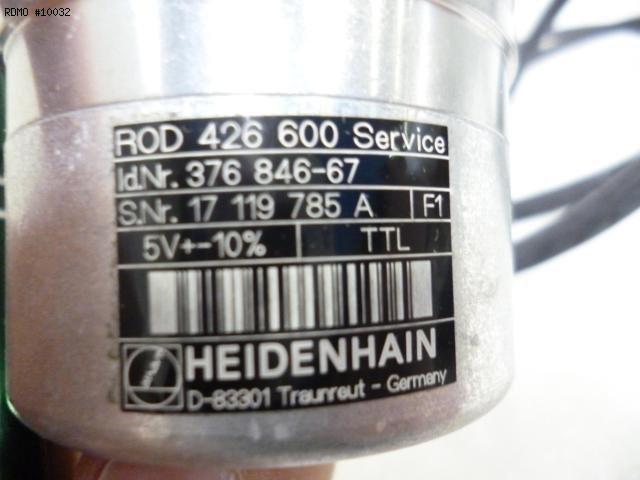 RDMO #10032
ROD 426 600 Service
Id.Nr. 376 846-67
S.Nr. 17 119 785 A F1
5V+-10% TTL
HEIDENHAIN
D-83301 Traunreut - Germany